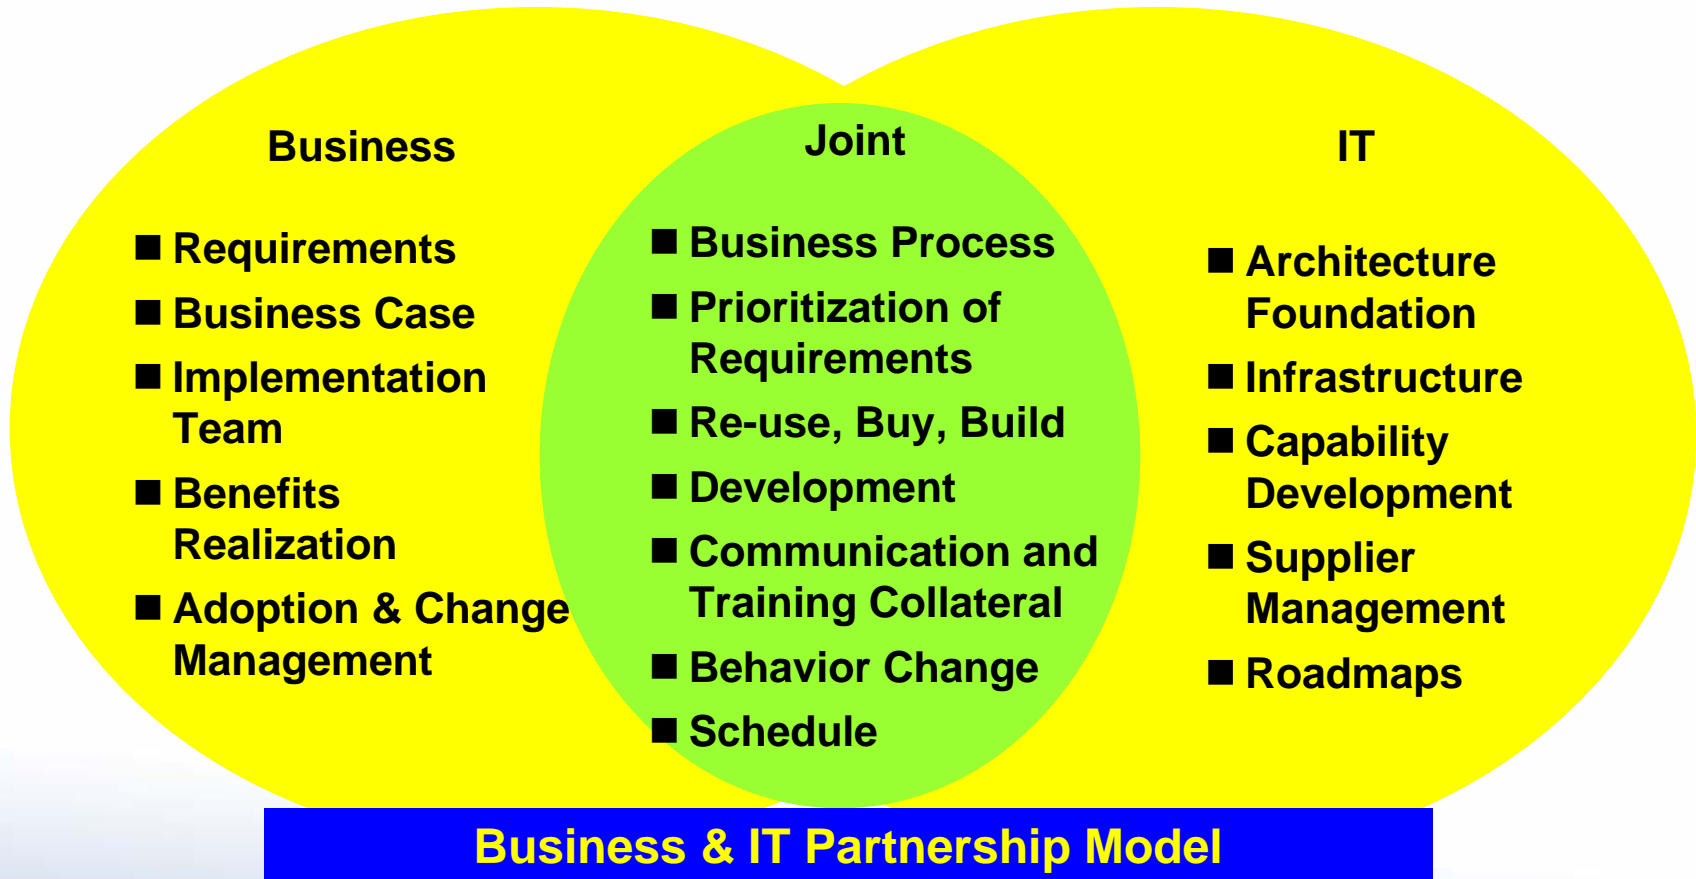 Business
■ Requirements
■ Business Case
■ Implementation
Team
■ Benefits
Realization
■ Adoption & Change
Management
Joint
■ Business Process
■ Prioritization of
Requirements
■ Re-use, Buy, Build
■ Development
■ Communication and
Training Collateral
■ Behavior Change
■ Schedule
IT
■ Architecture
Foundation
■ Infrastructure
■ Capability
Development
■ Supplier
Management
■ Roadmaps
Business & IT Partnership Model